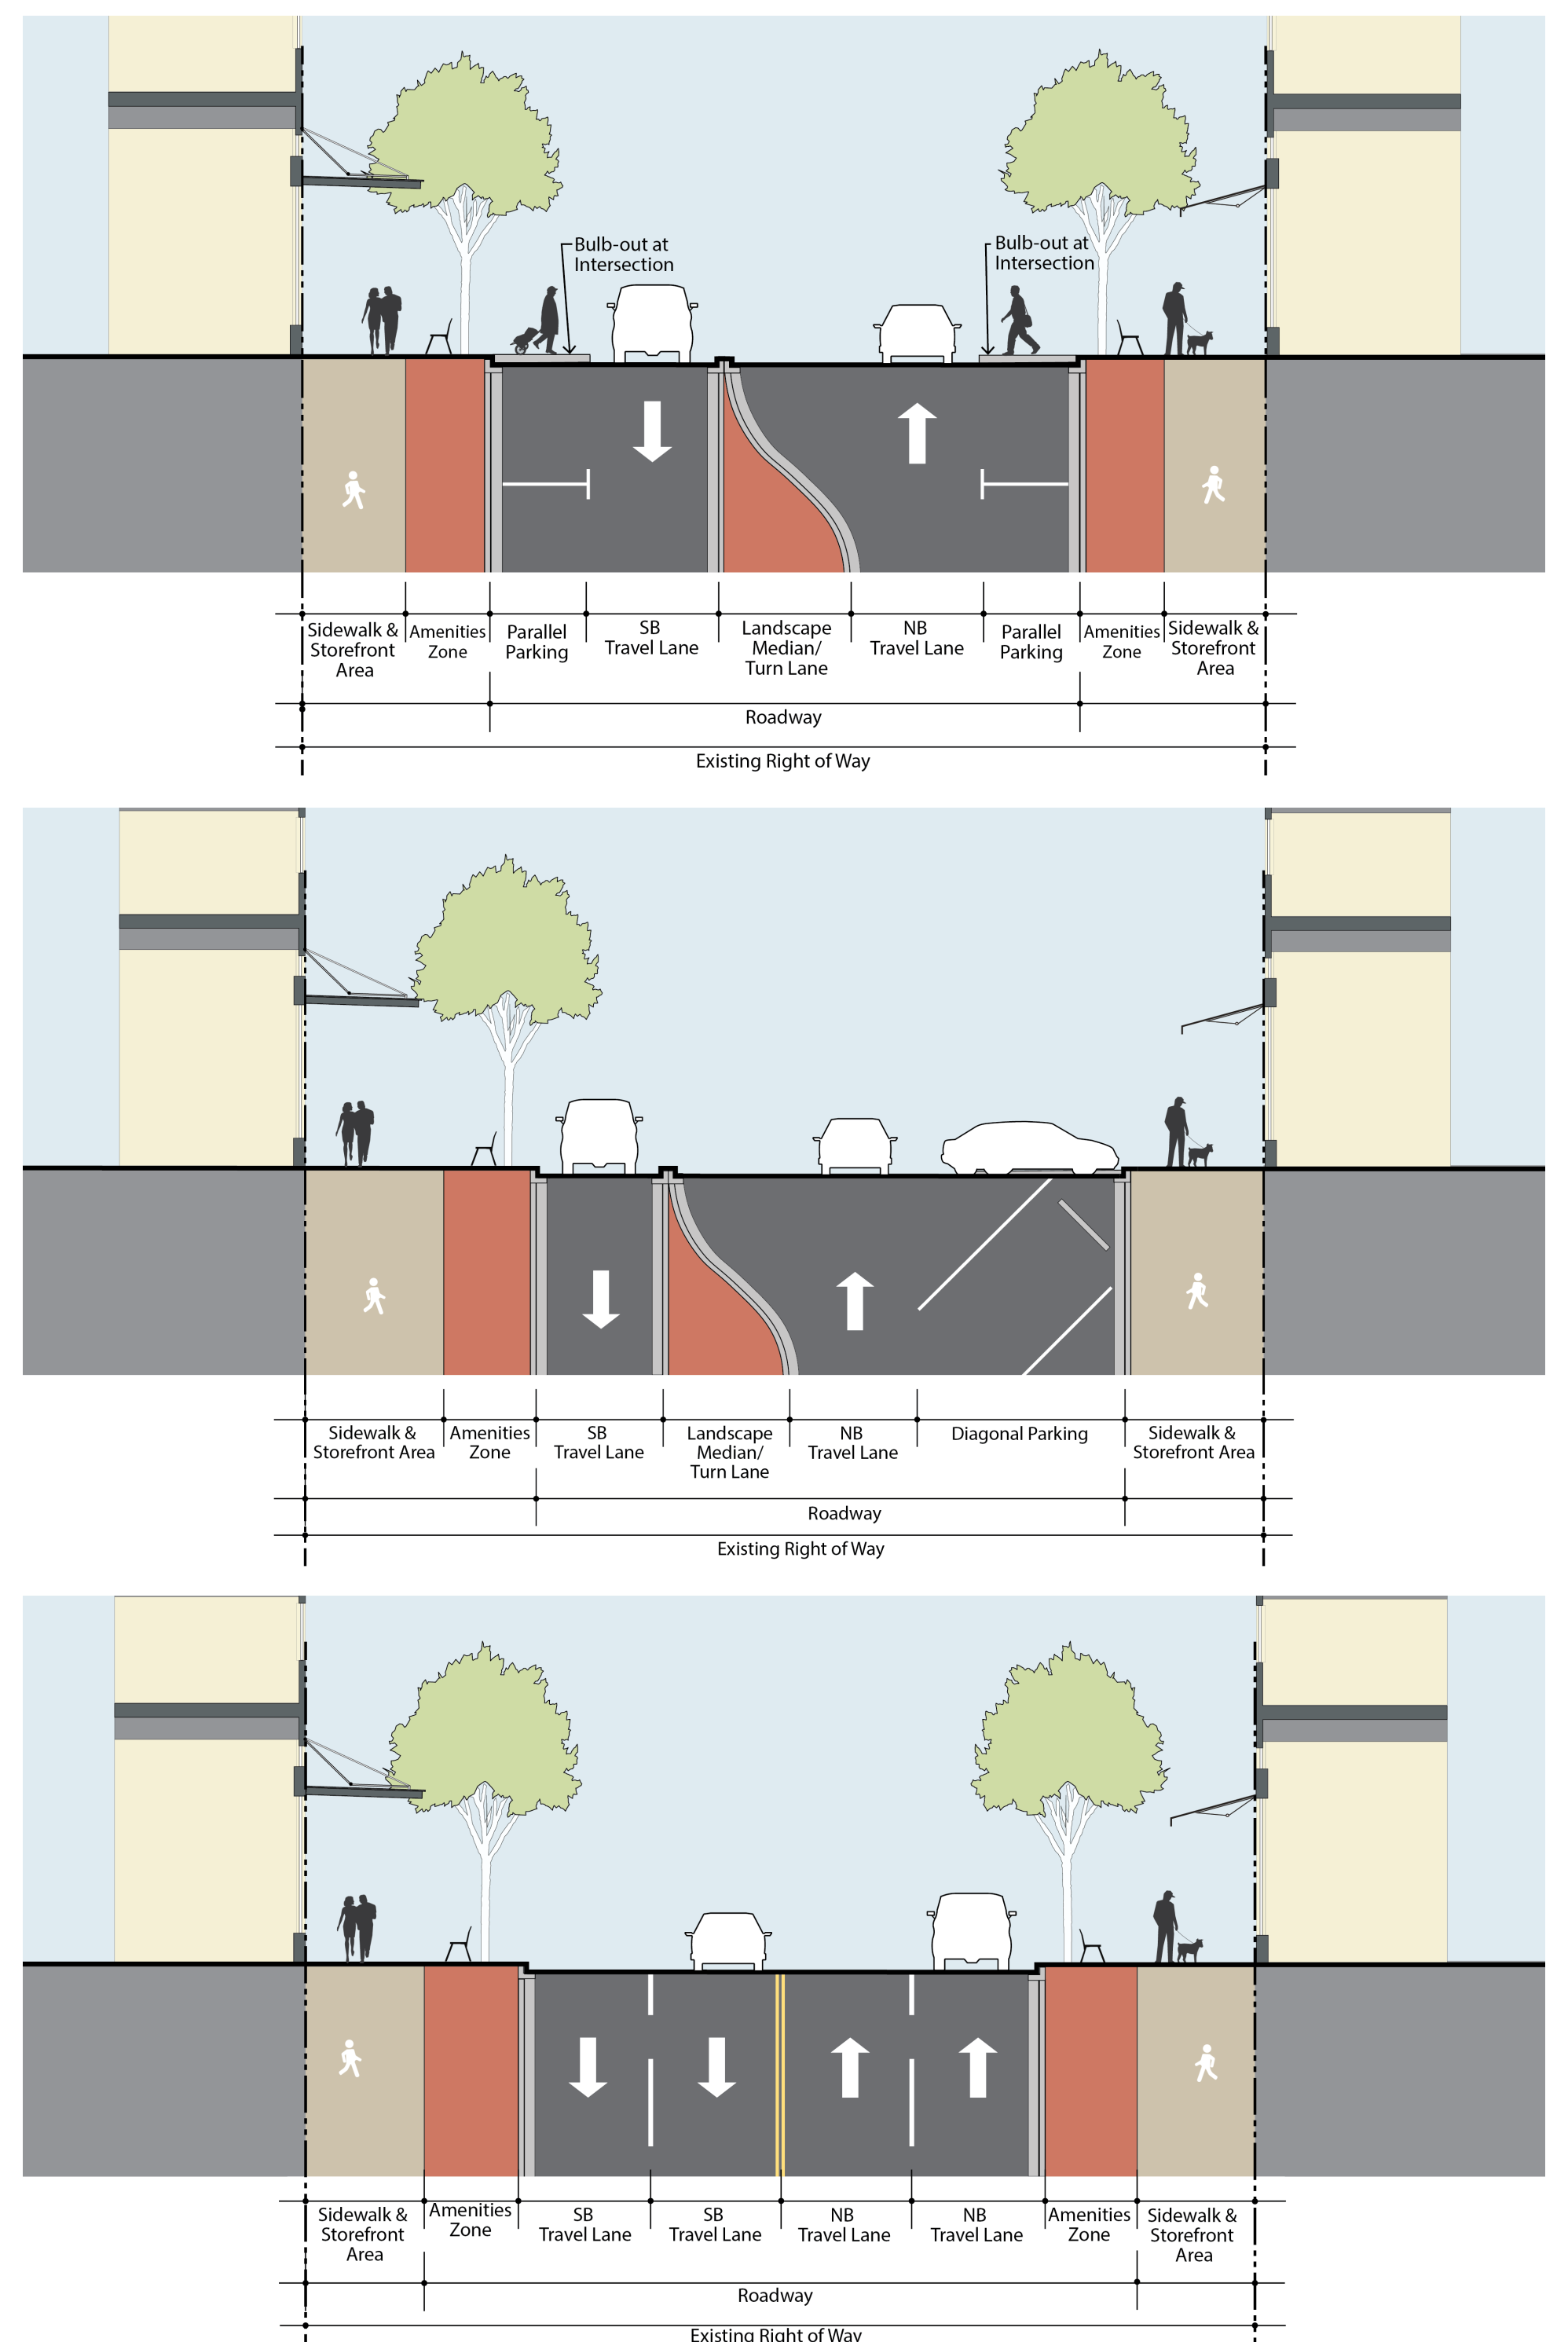 Bulb-out at
Intersection
Bulb-out at
Intersection
Sidewalk &
Storefront
Area
Amenities
Zone
Parallel
Parking
SB
Travel Lane
Landscape
Median/
Turn Lane
NB
Travel Lane
Parallel
Parking
Amenities
Zone
Sidewalk &
Storefront
Area
Roadway
Existing Right of Way
Sidewalk &
Storefront Area
Amenities
Zone
SB
Travel Lane
Landscape
Median/
Turn Lane
NB
Travel Lane
Diagonal Parking
Sidewalk &
Storefront Area
Roadway
Existing Right of Way
Sidewalk &
Storefront
Area
Amenities
Zone
SB
Travel Lane
SB
Travel Lane
NB
Travel Lane
NB
Travel Lane
Amenities
Zone
Sidewalk &
Storefront
Area
Roadway
Existing Right of Way